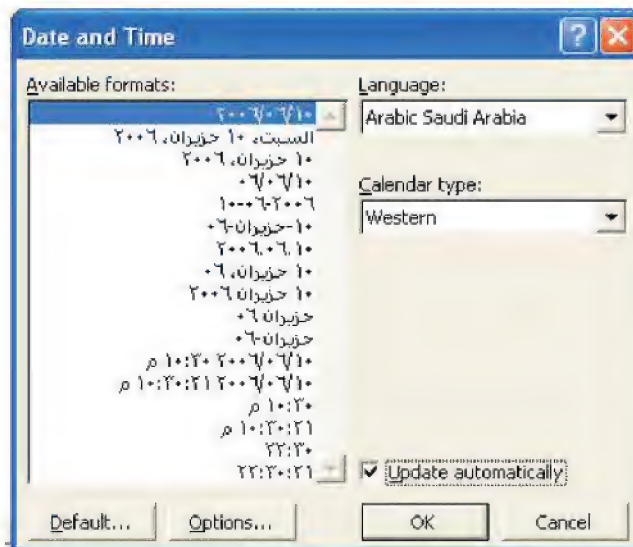 Date and Time
Available formats:
٢٠٠٦/٠٦/١٠
السبت، ١٠ حزيران، ٢٠٠٦
١٠ حزيران، ٢٠٠٦
٠٦/٠٦/١٠
٢٠٠٦-٠٦-١٠
١٠-حزيران-٠٦
٢٠٠٦.٠٦.١٠
١٠ حزيران، ٠٦
١٠ حزيران ٢٠٠٦
حزيران ٠٦
حزيران-٠٦
٢٠٠٦/٠٦/١٠ ١٠:٣٠ م
٢٠٠٦/٠٦/١٠ ١٠:٣٠:٢١ م
١٠:٣٠ م
١٠:٣٠:٢١ م
٢٢:٣٠
٢٢:٣٠:٢١
Language:
Arabic Saudi Arabia
Calendar type:
Western
Update automatically
Default...
Options...
OK
Cancel